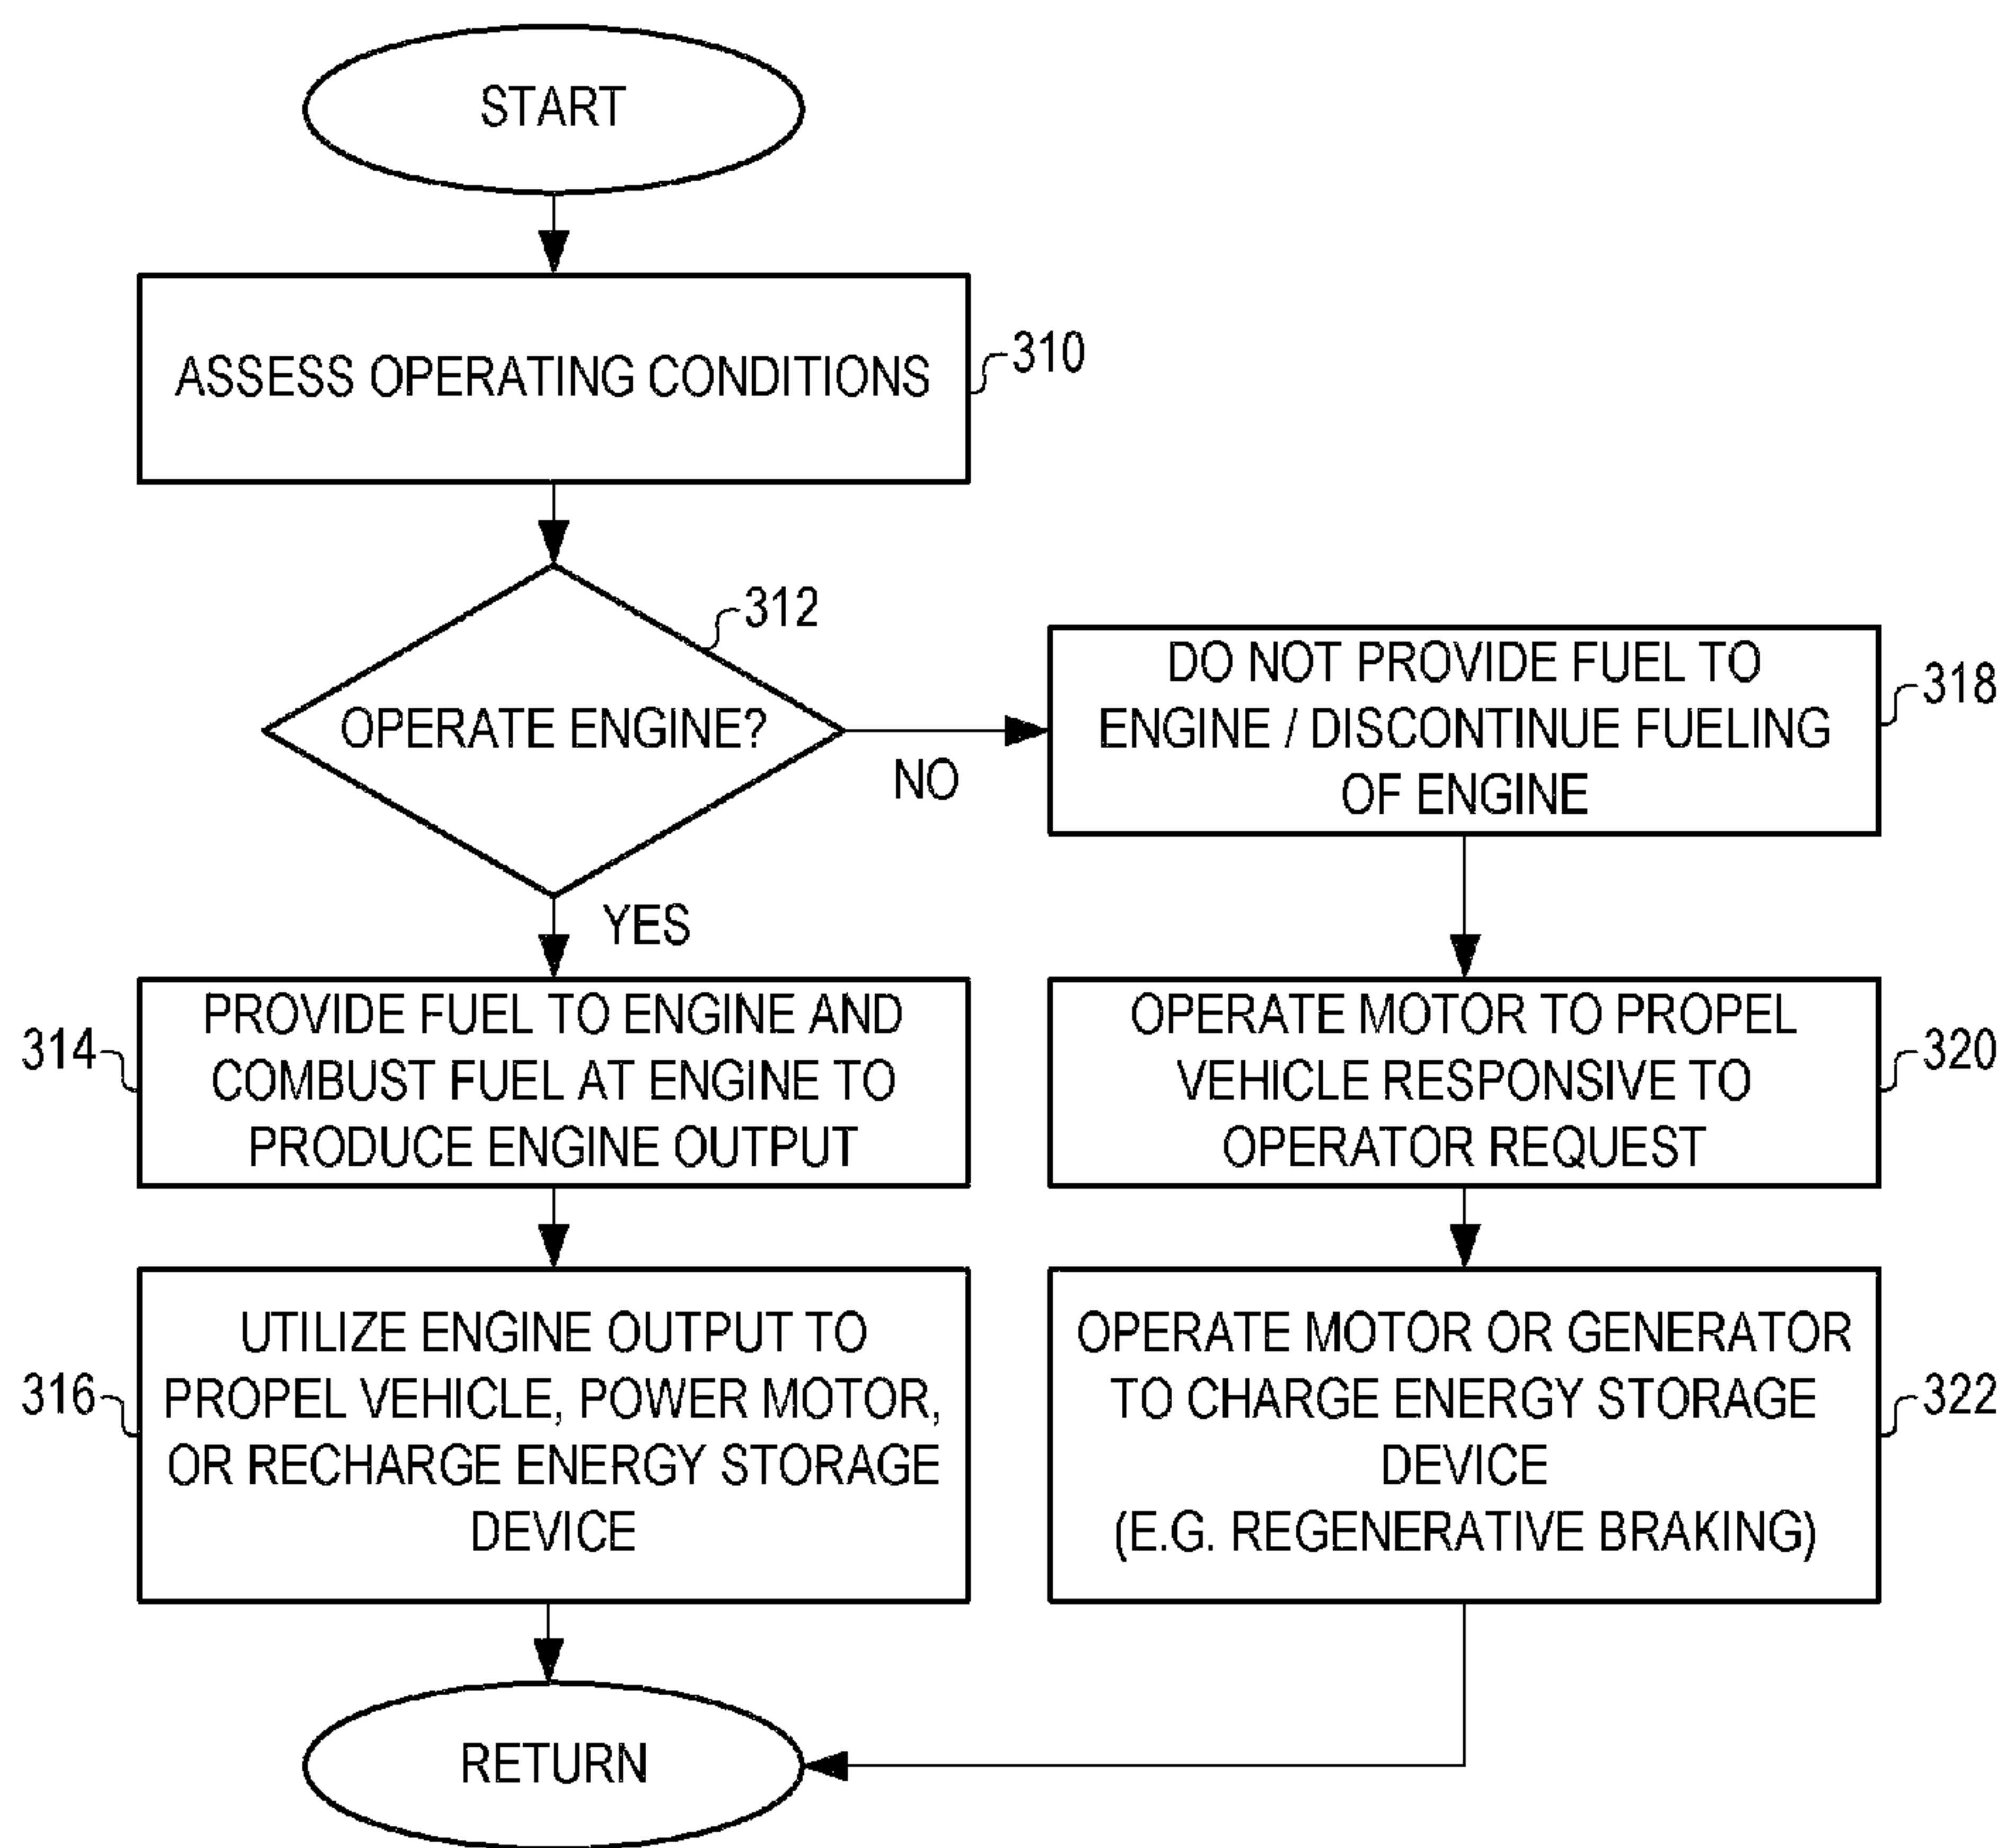 START
ASSESS OPERATING CONDITIONS
310
312
OPERATE ENGINE?
NO
YES
DO NOT PROVIDE FUEL TO
ENGINE / DISCONTINUE FUELING
OF ENGINE
318
314
PROVIDE FUEL TO ENGINE AND
COMBUST FUEL AT ENGINE TO
PRODUCE ENGINE OUTPUT
OPERATE MOTOR TO PROPEL
VEHICLE RESPONSIVE TO
OPERATOR REQUEST
320
316
UTILIZE ENGINE OUTPUT TO
PROPEL VEHICLE, POWER MOTOR,
OR RECHARGE ENERGY STORAGE
DEVICE
OPERATE MOTOR OR GENERATOR
TO CHARGE ENERGY STORAGE
DEVICE
(E.G. REGENERATIVE BRAKING)
322
RETURN